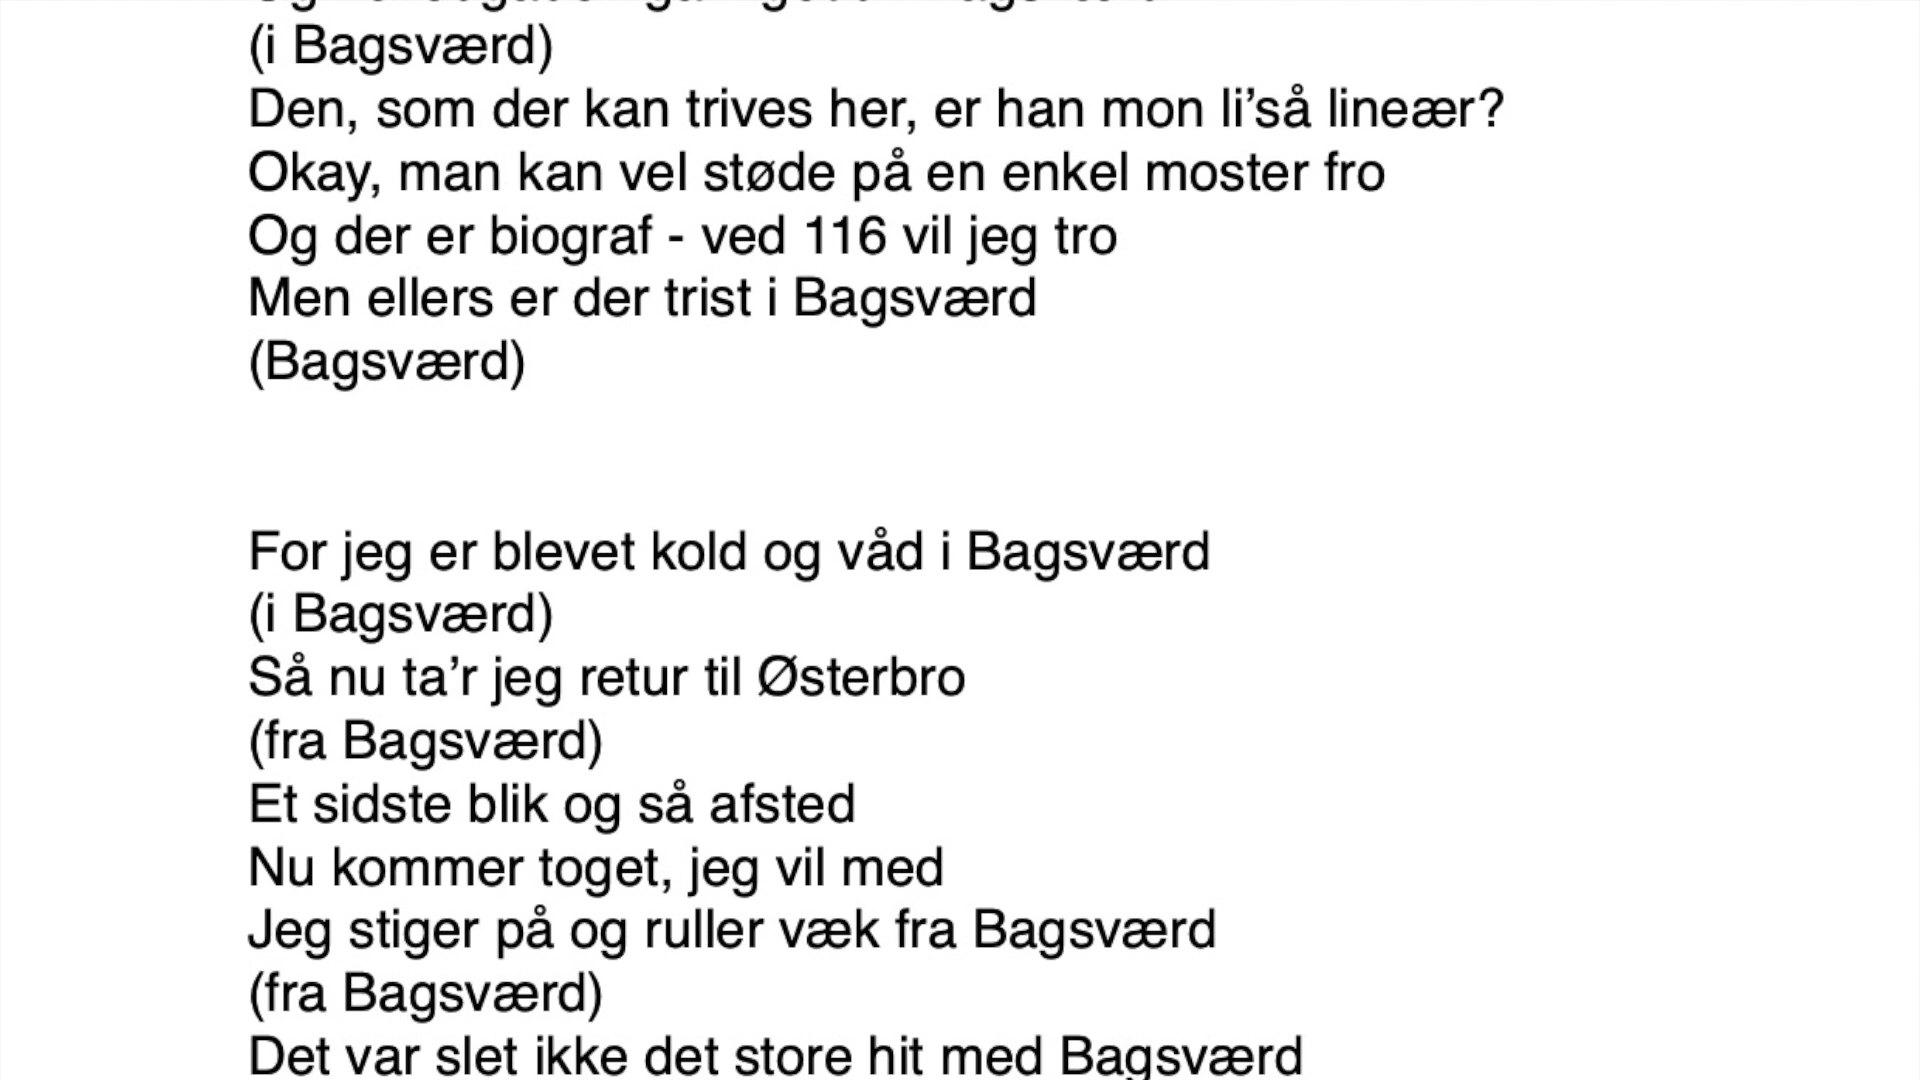 (i Bagsværd)
Den, som der kan trives her, er han mon li’så lineær?
Okay, man kan vel støde på en enkel moster fro
Og der er biograf - ved 116 vil jeg tro
Men ellers er der trist i Bagsværd
(Bagsværd)
For jeg er blevet kold og våd i Bagsværd
(i Bagsværd)
Så nu ta’r jeg retur til Østerbro
(fra Bagsværd)
Et sidste blik og så afsted
Nu kommer toget, jeg vil med
Jeg stiger på og ruller væk fra Bagsværd
(fra Bagsværd)
Det var slet ikke det store hit med Bagsværd